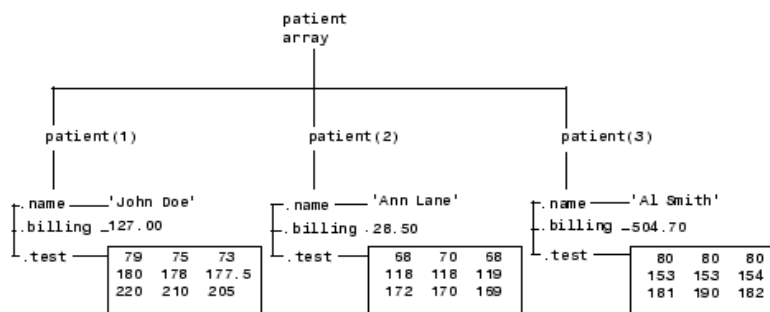 patient
array
patient(1) patient(2) patient(3)
.name 'John Doe' .name 'Ann Lane' .name 'Al Smith'
.billing 127.00 .billing 28.50 .billing 504.70
.test 79 75 73 .test 68 70 68 .test 80 80 80
180 178 177.5 118 118 119 153 153 154
220 210 205 172 170 169 181 190 182